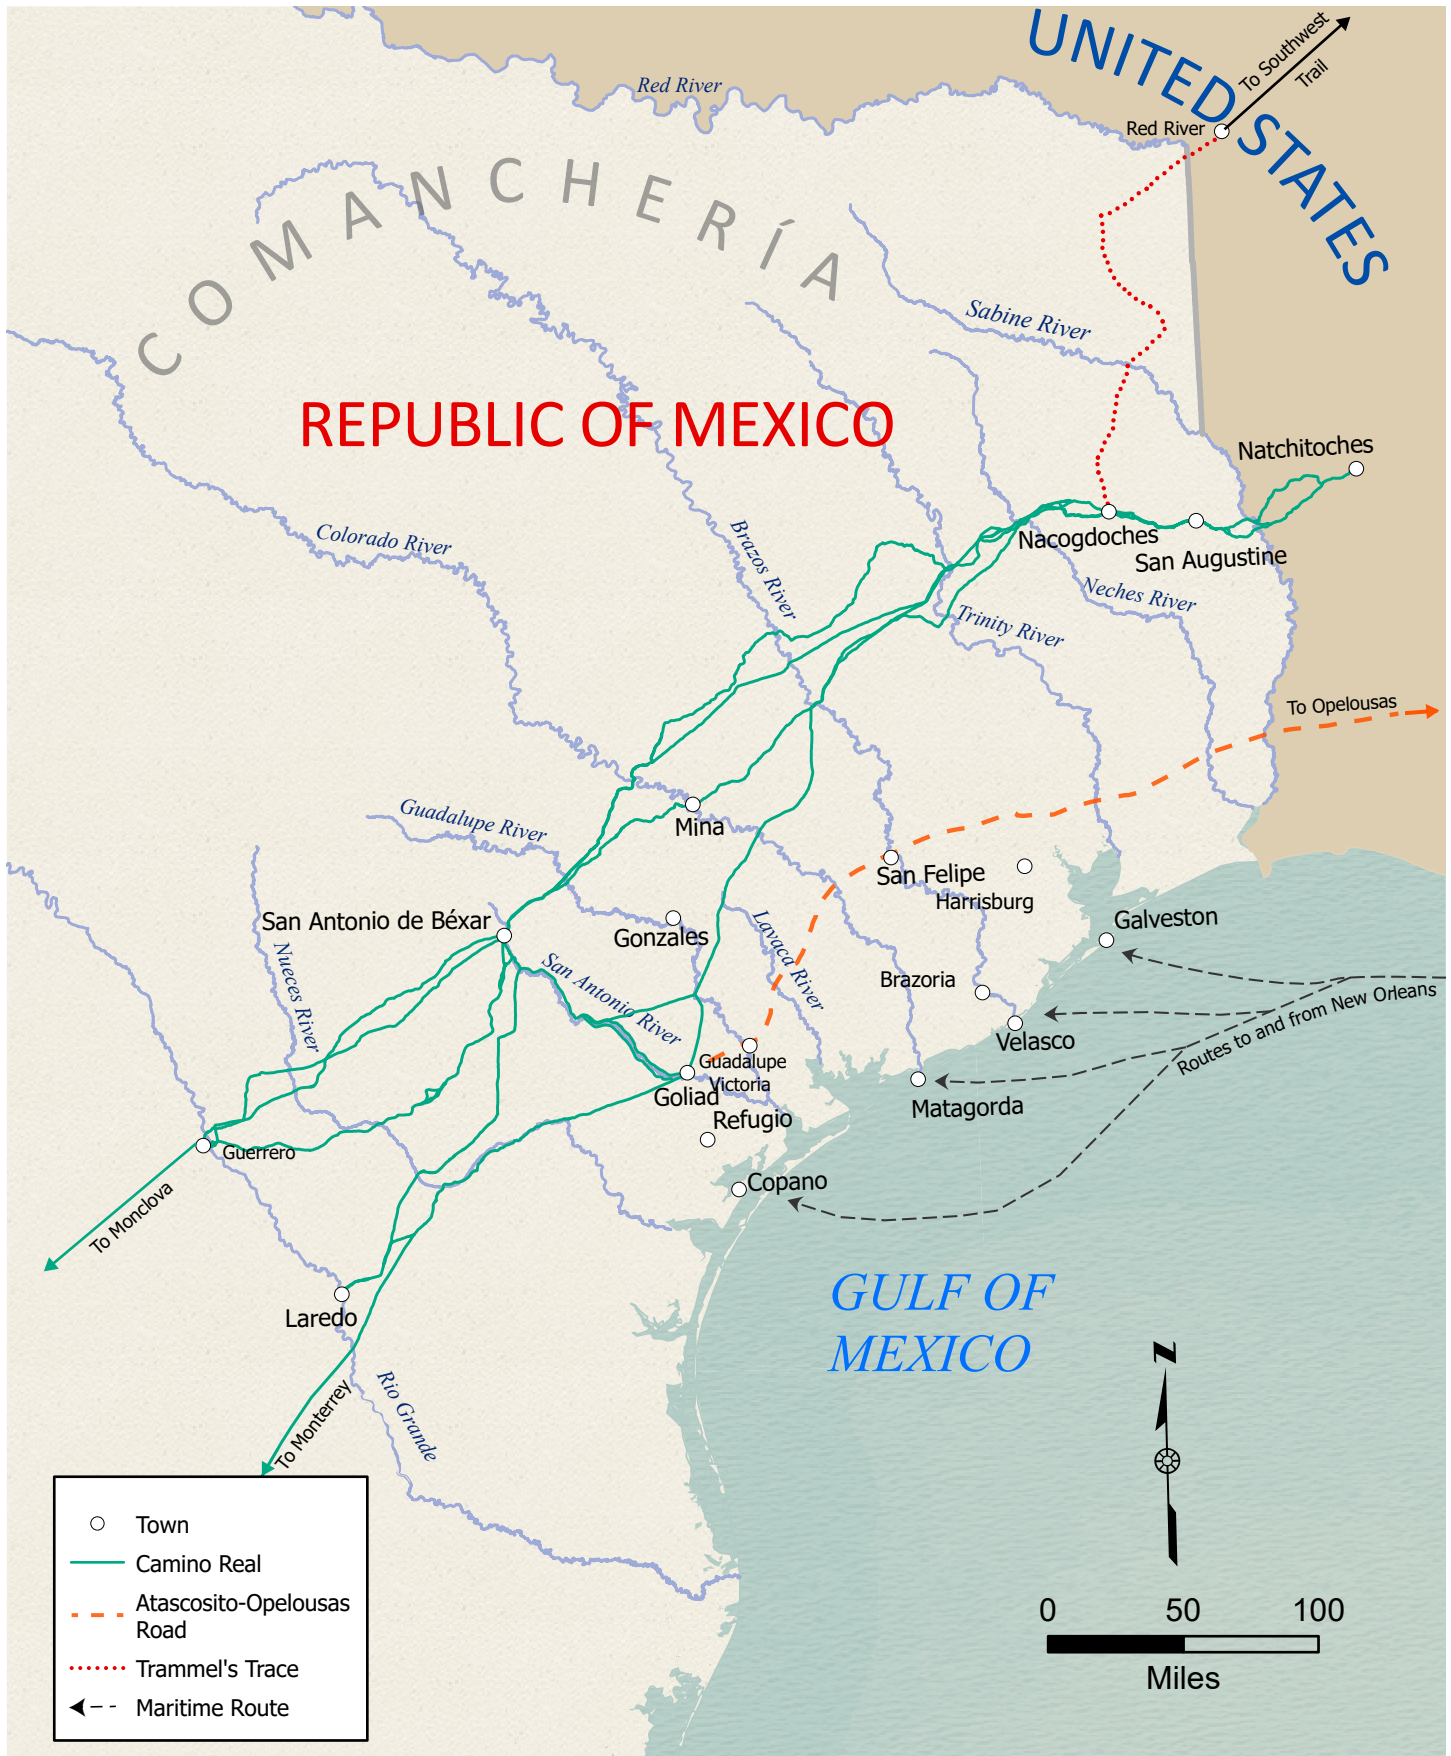 UNITED STATES
To Southwest
Trail
Red River
Red River
COMANCHERÍA
Sabine River
REPUBLIC OF MEXICO
Natchitoches
Colorado River
Brazos River
Nacogdoches
San Augustine
Neches River
Trinity River
To Opelousas
Guadalupe River
Mina
San Felipe
Harrisburg
San Antonio de Béxar
Gonzales
Lavaca River
Galveston
Nueces River
San Antonio River
Brazoria
Routes to and from New Orleans
Velasco
Guadalupe
Victoria
Goliad
Matagorda
Refugio
Guerrero
Copano
To Monclova
Laredo
GULF OF
MEXICO
Rio Grande
To Monterrey
N
Town
Camino Real
Atascosito-Opelousas
Road
Trammel's Trace
Maritime Route
0 50 100
Miles